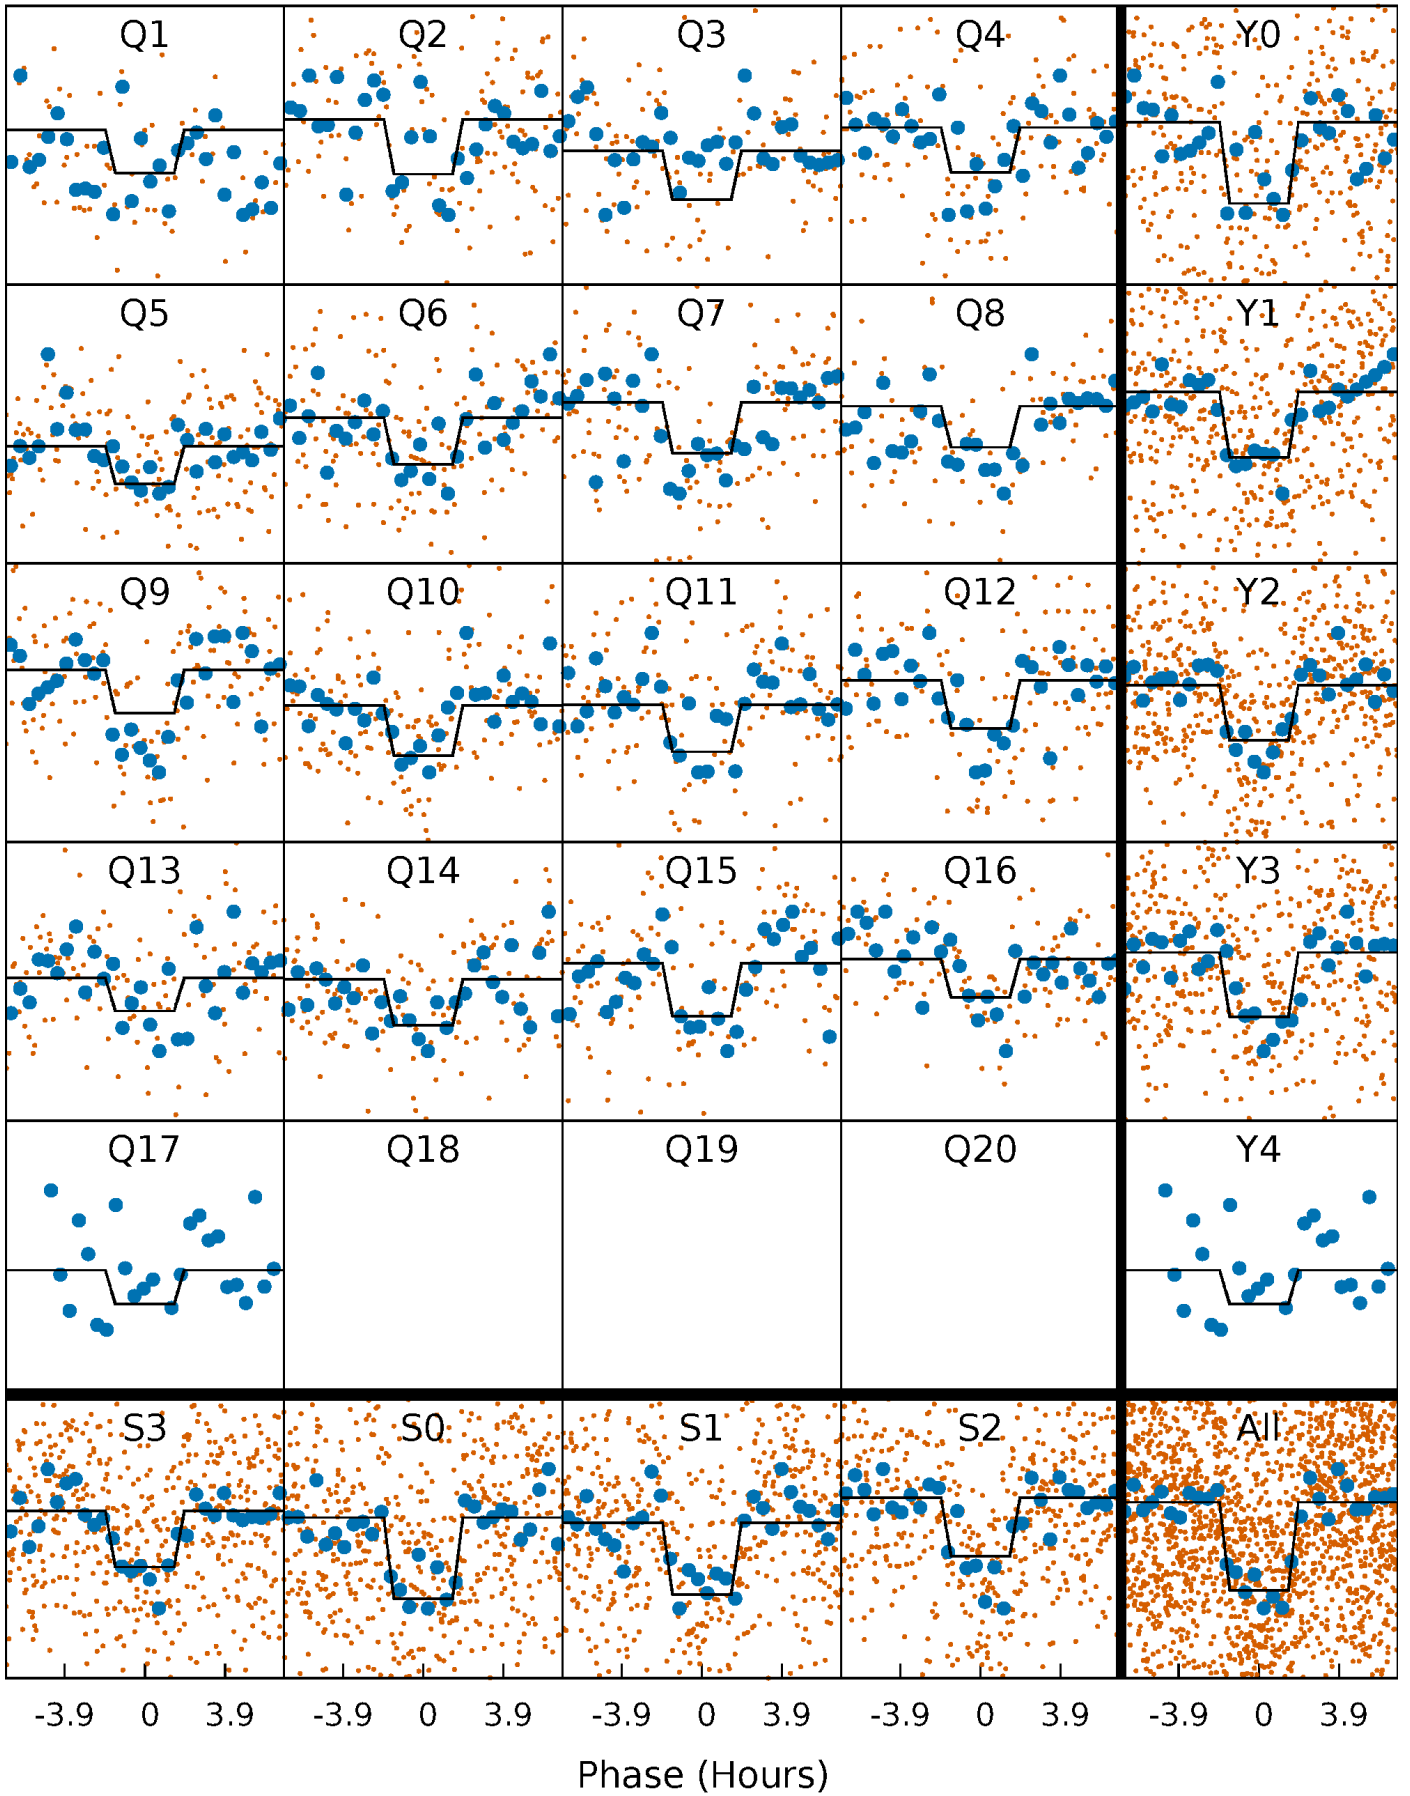 Q1 Q2 Q3 Q4 Y0
Q5 Q6 Q7 Q8 Y1
Q9 Q10 Q11 Q12 Y2
Q13 Q14 Q15 Q16 Y3
Q17 Q18 Q19 Q20 Y4
S3 S0 S1 S2 All
-3.9 0 3.9 -3.9 0 3.9 -3.9 0 3.9 -3.9 0 3.9 -3.9 0 3.9
Phase (Hours)